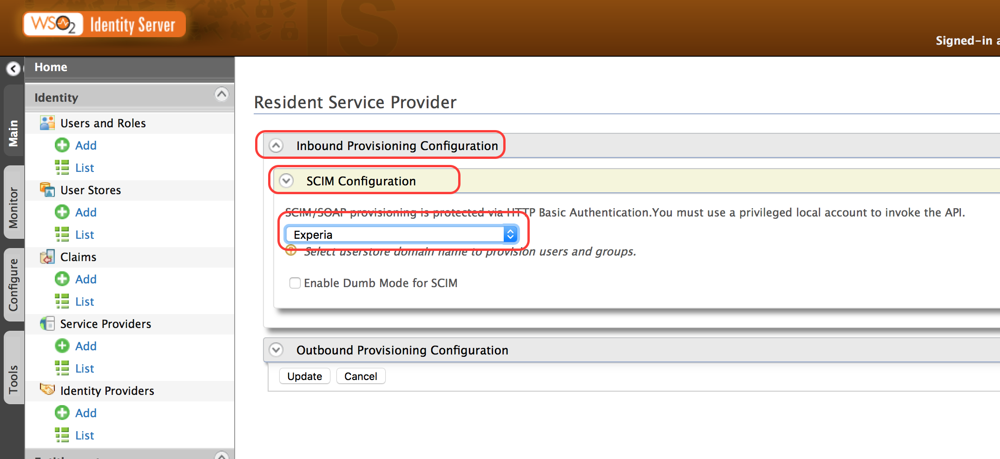 WSO2 Identity Server
IS
Signed-in a
Home
Identity
Users and Roles
Add
List
User Stores
Add
List
Claims
Add
List
Service Providers
Add
List
Identity Providers
Add
List
Main
Monitor
Configure
Tools
Resident Service Provider
Inbound Provisioning Configuration
SCIM Configuration
SCIM/SOAP provisioning is protected via HTTP Basic Authentication.You must use a privileged local account to invoke the API.
Experia
Select userstore domain name to provision users and groups.
Enable Dumb Mode for SCIM
Outbound Provisioning Configuration
Update
Cancel